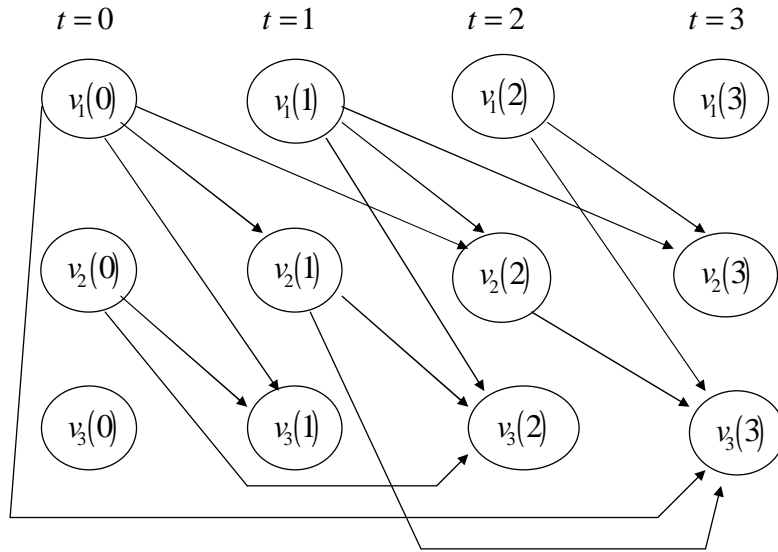 t = 0 t = 1 t = 2 t = 3
v₁(0) v₁(1) v₁(2) v₁(3)
v₂(0) v₂(1) v₂(2) v₂(3)
v₃(0) v₃(1) v₃(2) v₃(3)